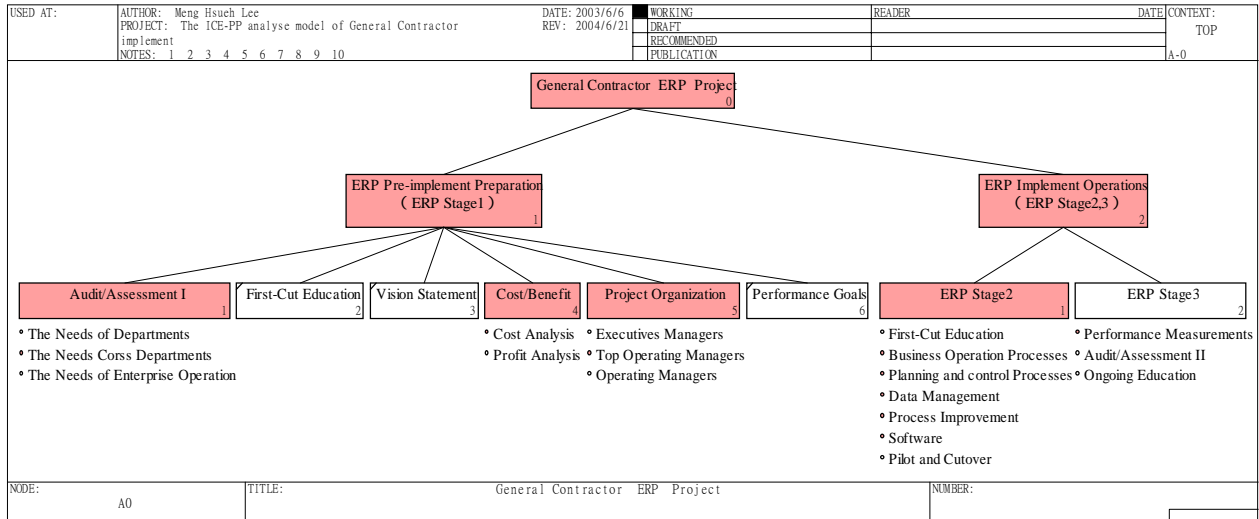 USED AT:
AUTHOR: Meng Hsueh Lee
DATE: 2003/6/6
WORKING
READER
DATE
CONTEXT:
PROJECT: The ICE-PP analyse model of General Contractor
REV: 2004/6/21
DRAFT
TOP
implement
RECOMMENDED
NOTES: 1 2 3 4 5 6 7 8 9 10
PUBLICATION
A-0
General Contractor ERP Project
0
ERP Pre-implement Preparation
( ERP Stage1 )
1
ERP Implement Operations
( ERP Stage2,3 )
2
Audit/Assessment I
1
First-Cut Education
2
Vision Statement
3
Cost/Benefit
4
Project Organization
5
Performance Goals
6
ERP Stage2
1
ERP Stage3
2
The Needs of Departments
The Needs Corss Departments
The Needs of Enterprise Operation
Cost Analysis
Profit Analysis
Executives Managers
Top Operating Managers
Operating Managers
First-Cut Education
Business Operation Processes
Planning and control Processes
Data Management
Process Improvement
Software
Pilot and Cutover
Performance Measurements
Audit/Assessment II
Ongoing Education
NODE:
A0
TITLE:
General Contractor ERP Project
NUMBER: